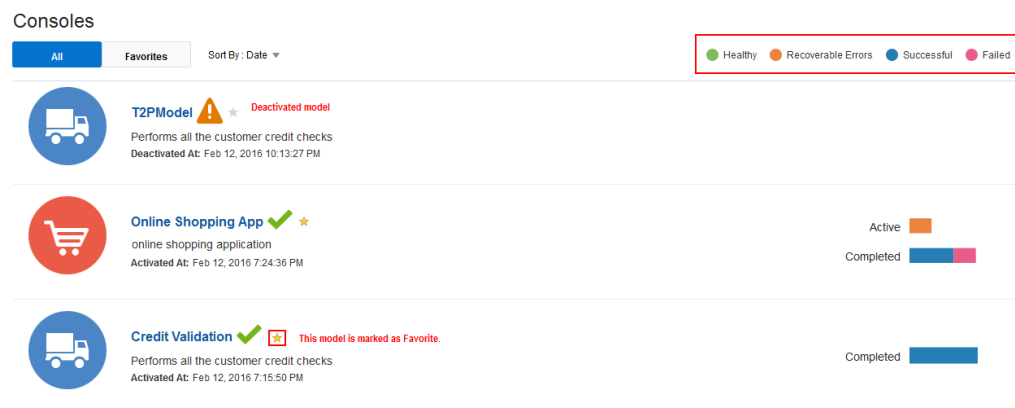 Consoles
All Favorites Sort By : Date
Healthy Recoverable Errors Successful Failed
T2PModel Deactivated model
Performs all the customer credit checks
Deactivated At: Feb 12, 2016 10:13:27 PM
Online Shopping App
online shopping application
Activated At: Feb 12, 2016 7:24:36 PM
Active
Completed
Credit Validation This model is marked as Favorite.
Performs all the customer credit checks
Activated At: Feb 12, 2016 7:15:50 PM
Completed